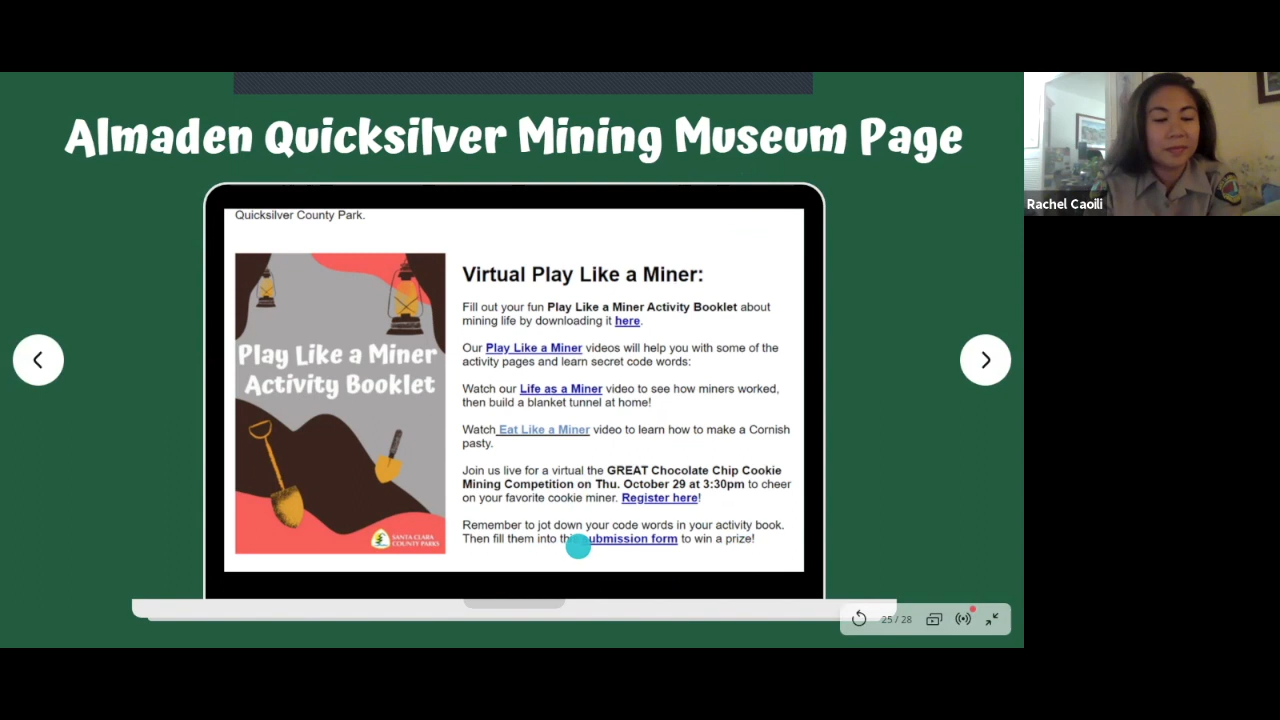 Almaden Quicksilver Mining Museum Page
Rachel Caoili
Quicksilver County Park.
Play Like a Miner
Activity Booklet
SANTA CLARA
COUNTY PARKS
Virtual Play Like a Miner:
Fill out your fun Play Like a Miner Activity Booklet about
mining life by downloading it here.
Our Play Like a Miner videos will help you with some of the
activity pages and learn secret code words:
Watch our Life as a Miner video to see how miners worked,
then build a blanket tunnel at home!
Watch Eat Like a Miner video to learn how to make a Cornish
pasty.
Join us live for a virtual the GREAT Chocolate Chip Cookie
Mining Competition on Thu. October 29 at 3:30pm to cheer
on your favorite cookie miner. Register here!
Remember to jot down your code words in your activity book.
Then fill them into this submission form to win a prize!
25 / 28